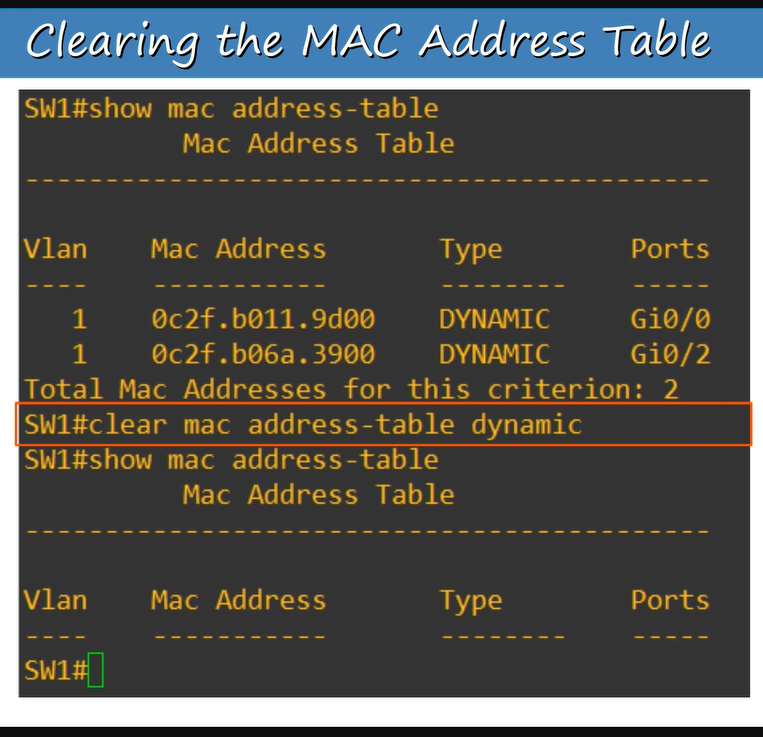 Clearing the MAC Address Table
SW1#show mac address-table
Mac Address Table
-------------------------------------------
Vlan    Mac Address       Type        Ports
----    -----------       --------    -----
   1    0c2f.b011.9d00    DYNAMIC     Gi0/0
   1    0c2f.b06a.3900    DYNAMIC     Gi0/2
Total Mac Addresses for this criterion: 2
SW1#clear mac address-table dynamic
SW1#show mac address-table
Mac Address Table
-------------------------------------------
Vlan    Mac Address       Type        Ports
----    -----------       --------    -----
SW1#